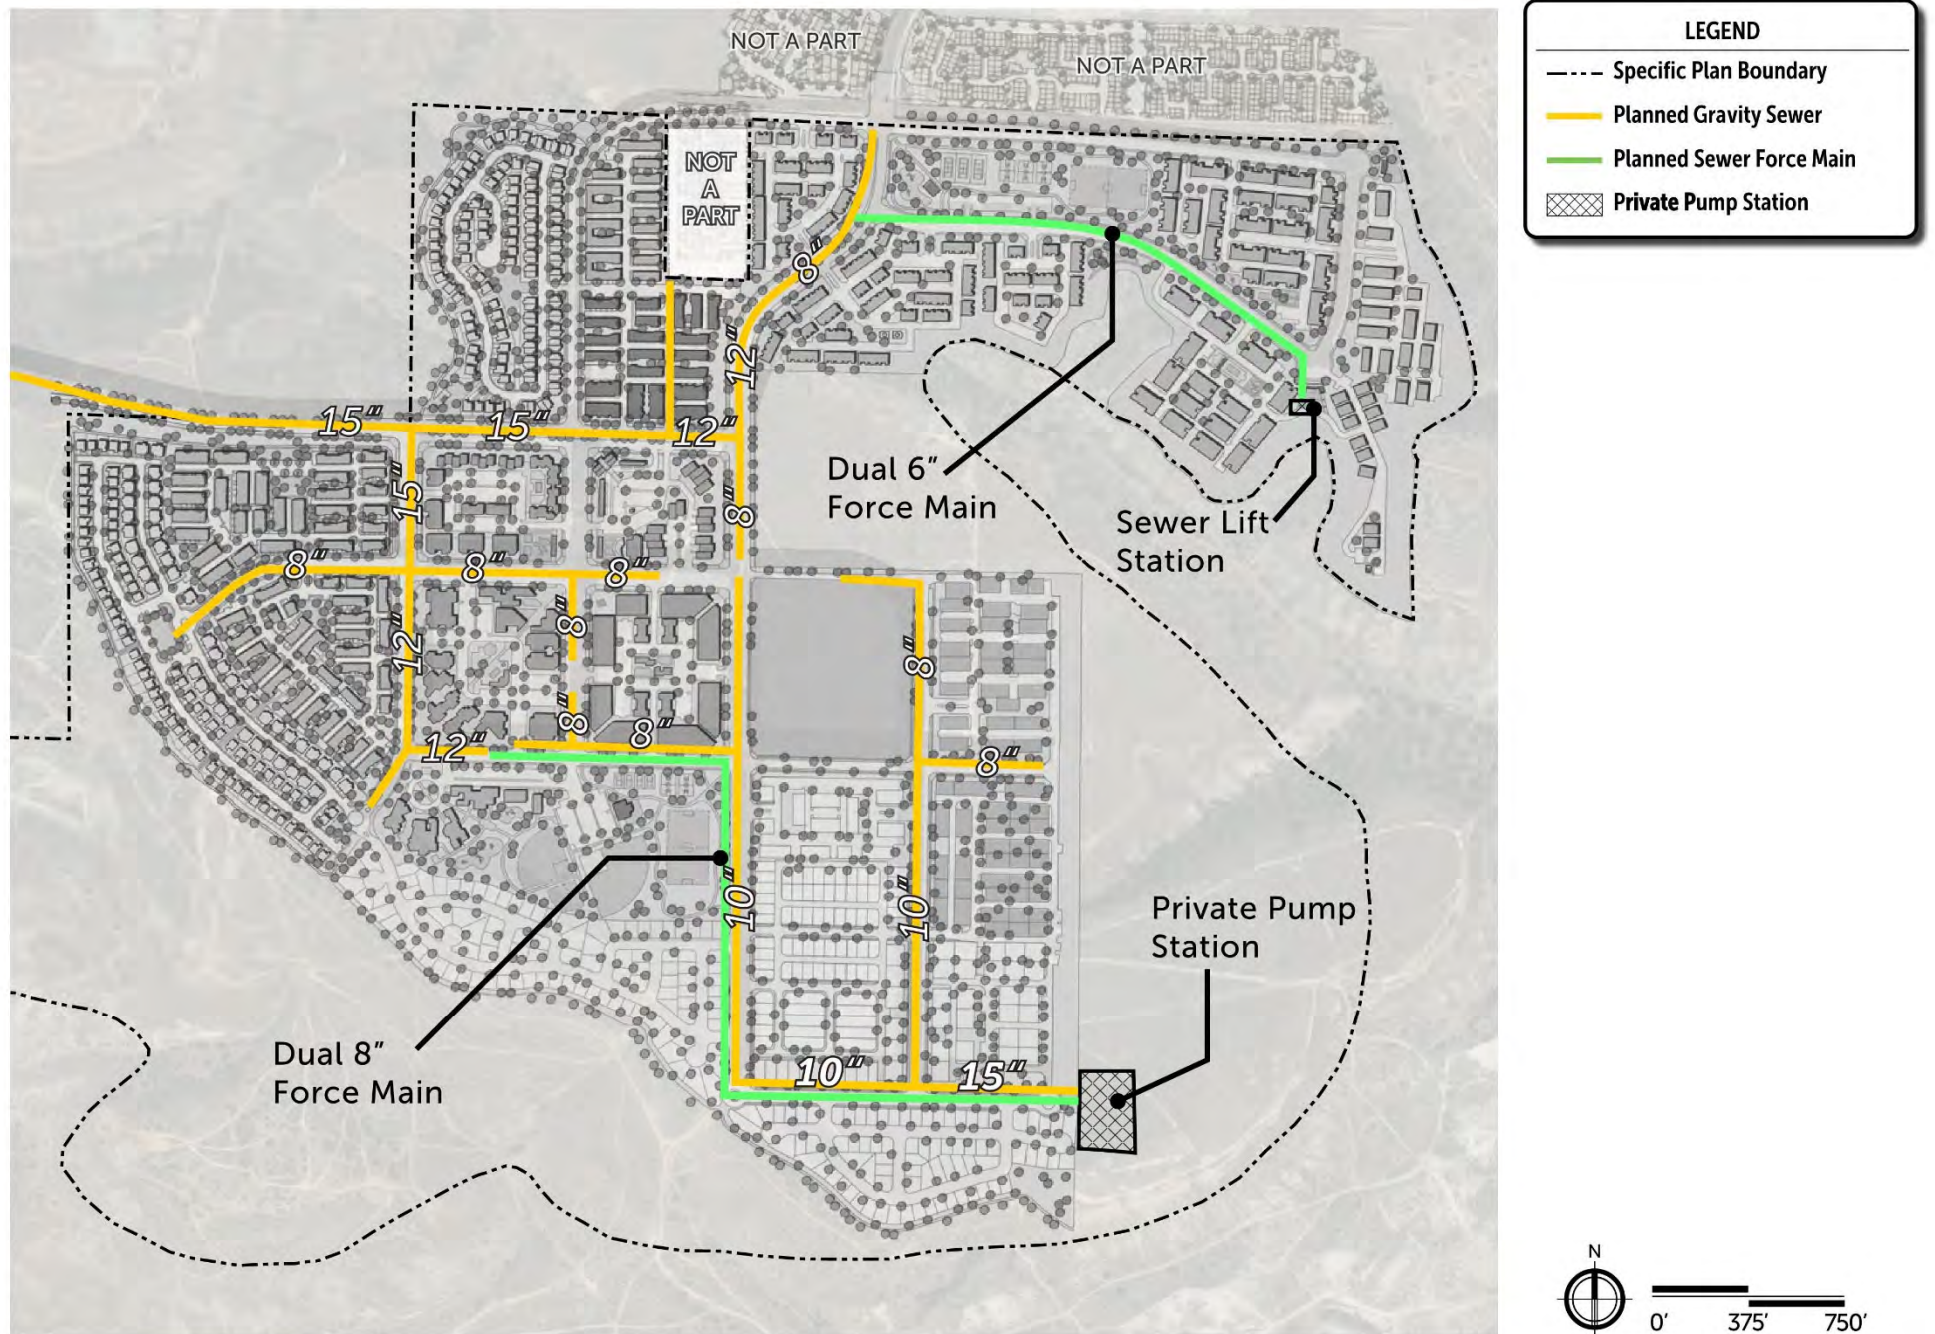 NOT A PART
NOT A PART
NOT
A
PART
8″
12″
15″
15″
12″
15″
8″
Dual 6″
Force Main
Sewer Lift
Station
8″
8″
8″
8″
12″
8″
8″
8″
12″
8″
10″
10″
Private Pump
Station
Dual 8″
Force Main
10″
15″
LEGEND
Specific Plan Boundary
Planned Gravity Sewer
Planned Sewer Force Main
Private Pump Station
N
0′ 375′ 750′